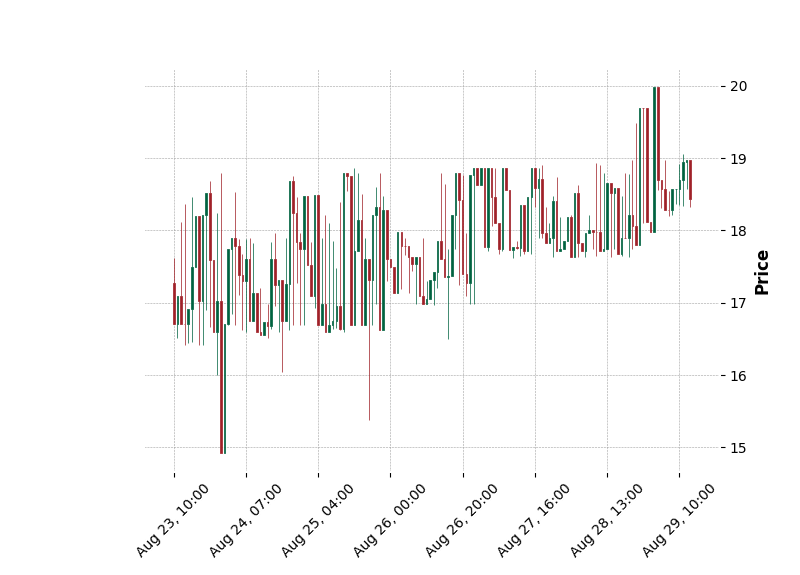 20
19
18
17
16
15
Price
Aug 23, 10:00
Aug 24, 07:00
Aug 25, 04:00
Aug 26, 00:00
Aug 26, 20:00
Aug 27, 16:00
Aug 28, 13:00
Aug 29, 10:00